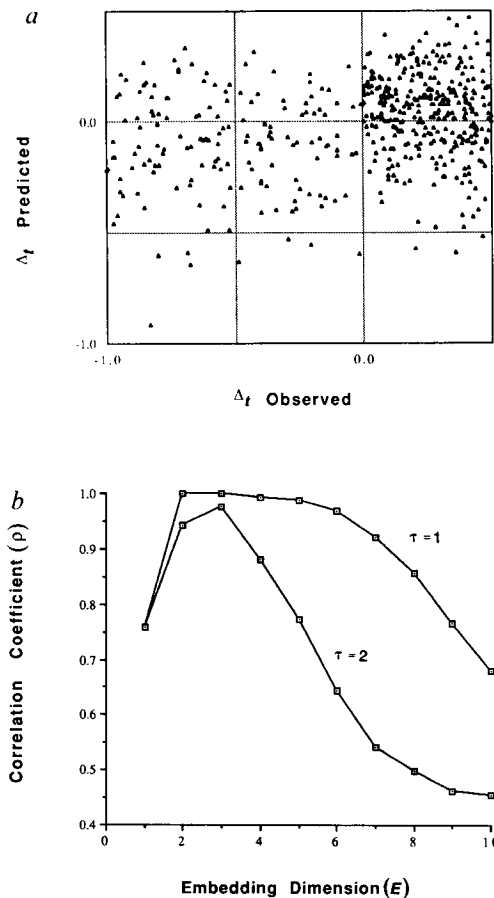 a
Δt Predicted
0.0
-1.0
-1.0 0.0
Δt Observed
b
Correlation Coefficient (ρ)
1.0
0.9
0.8
0.7
0.6
0.5
0.4
τ = 1
τ = 2
0 2 4 6 8 10
Embedding Dimension (E)